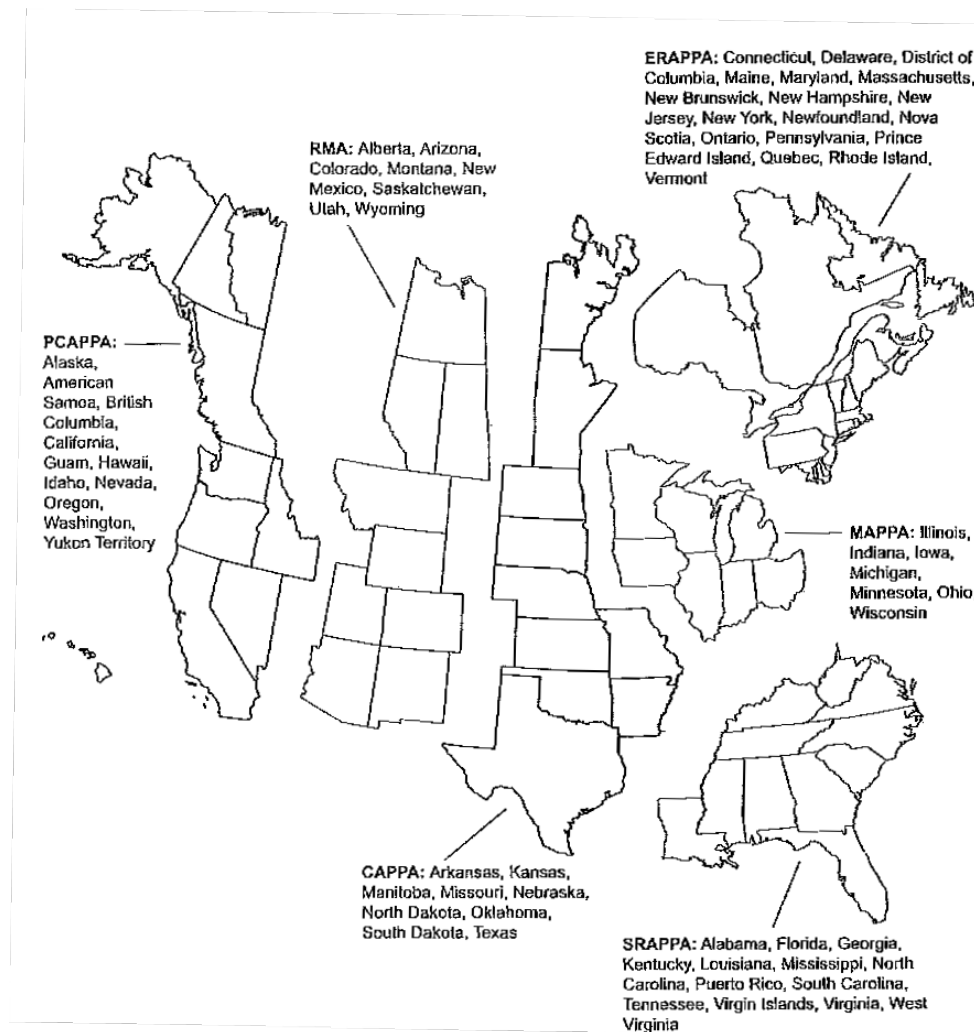 ERAPPA: Connecticut, Delaware, District of
Columbia, Maine, Maryland, Massachusetts,
New Brunswick, New Hampshire, New
Jersey, New York, Newfoundland, Nova
Scotia, Ontario, Pennsylvania, Prince
Edward Island, Quebec, Rhode Island,
Vermont
RMA: Alberta, Arizona,
Colorado, Montana, New
Mexico, Saskatchewan,
Utah, Wyoming
PCAPPA:
Alaska,
American
Samoa, British
Columbia,
California,
Guam, Hawaii,
Idaho, Nevada,
Oregon,
Washington,
Yukon Territory
MAPPA: Illinois,
Indiana, Iowa,
Michigan,
Minnesota, Ohio
Wisconsin
CAPPA: Arkansas, Kansas,
Manitoba, Missouri, Nebraska,
North Dakota, Oklahoma,
South Dakota, Texas
SRAPPA: Alabama, Florida, Georgia,
Kentucky, Louisiana, Mississippi, North
Carolina, Puerto Rico, South Carolina,
Tennessee, Virgin Islands, Virginia, West
Virginia